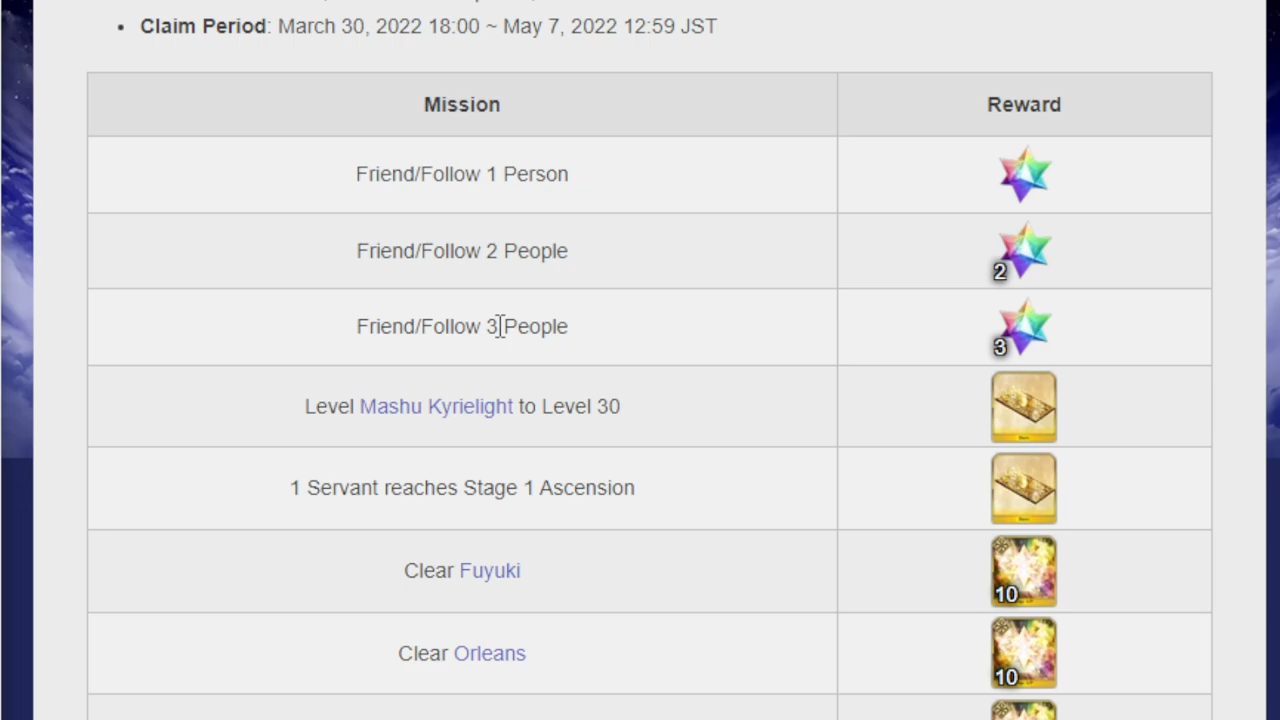 Claim Period: March 30, 2022 18:00 ~ May 7, 2022 12:59 JST
Mission Reward
Friend/Follow 1 Person
Friend/Follow 2 People 2
Friend/Follow 3 People 3
Level Mashu Kyrielight to Level 30
1 Servant reaches Stage 1 Ascension
Clear Fuyuki 10
Clear Orleans 10